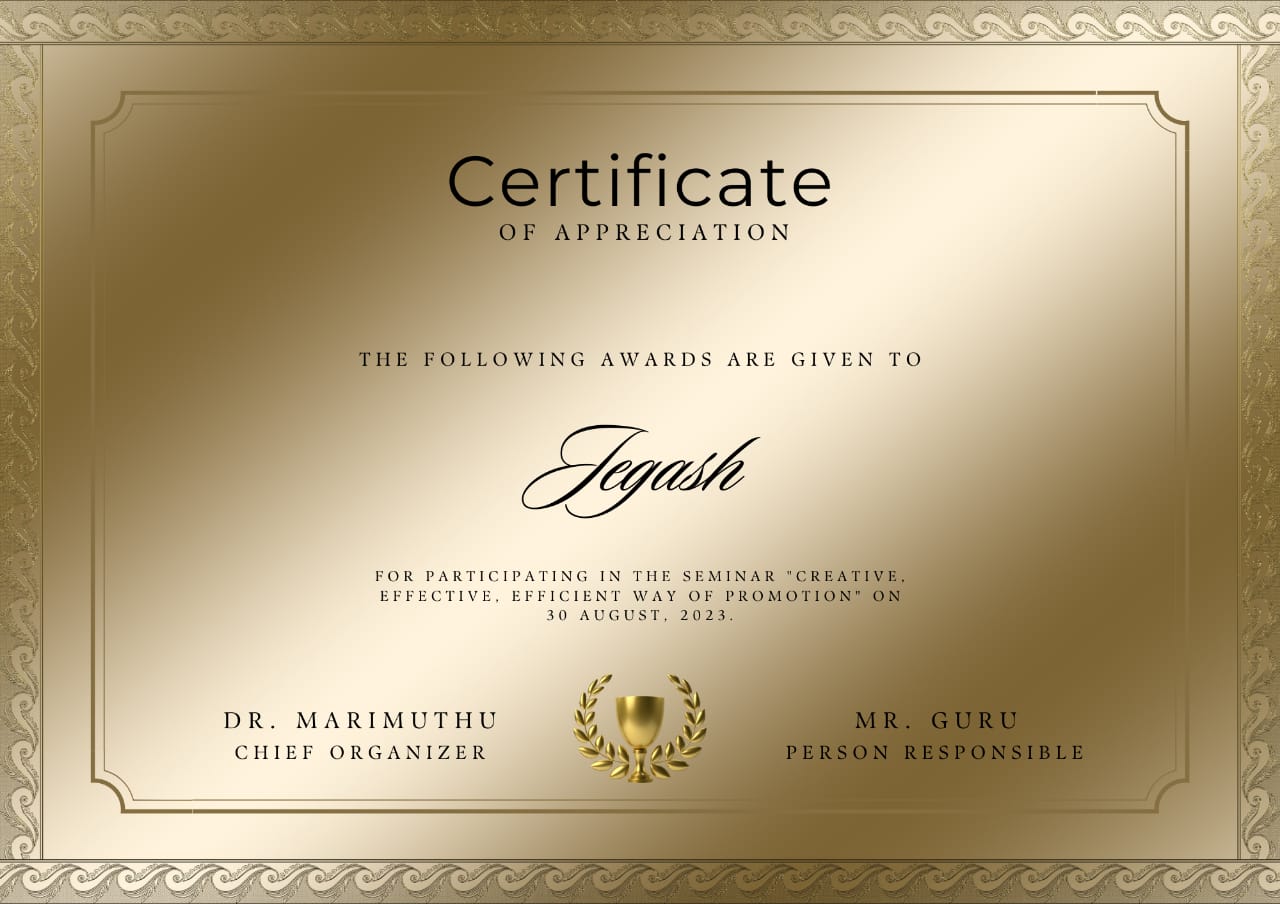 Certificate
OF APPRECIATION
THE FOLLOWING AWARDS ARE GIVEN TO
Jegash
FOR PARTICIPATING IN THE SEMINAR "CREATIVE,
EFFECTIVE, EFFICIENT WAY OF PROMOTION" ON
30 AUGUST, 2023.
DR. MARIMUTHU
CHIEF ORGANIZER
MR. GURU
PERSON RESPONSIBLE